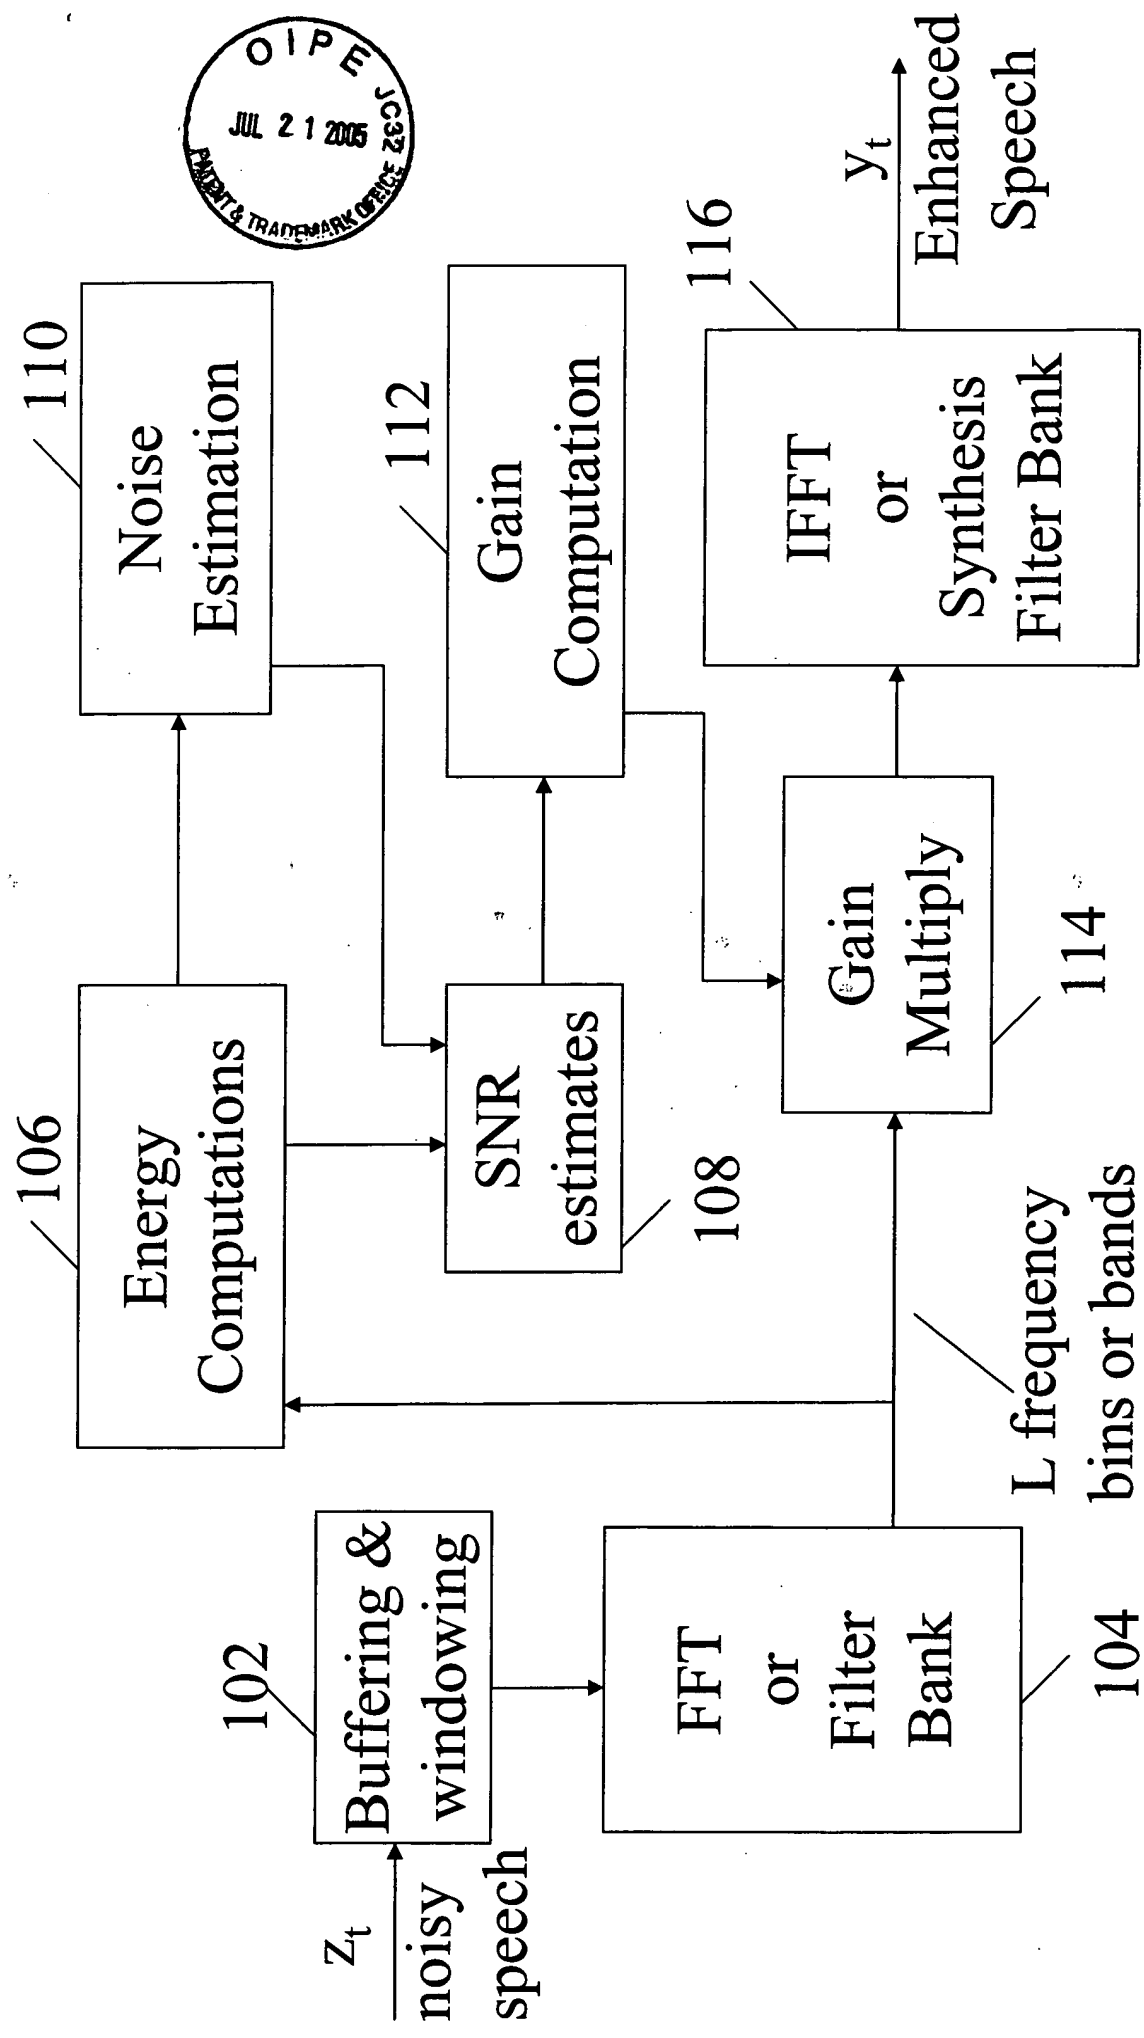 OIPE JC32
JUL 21 2005
PATENT & TRADEMARK OFFICE
106
Energy
Computations
110
Noise
Estimation
102
Buffering &
windowing
z_t
noisy
speech
SNR
estimates
108
112
Gain
Computation
FFT
or
Filter
Bank
104
L frequency
bins or bands
Gain
Multiply
114
116
IFFT
or
Synthesis
Filter Bank
y_t
Enhanced
Speech